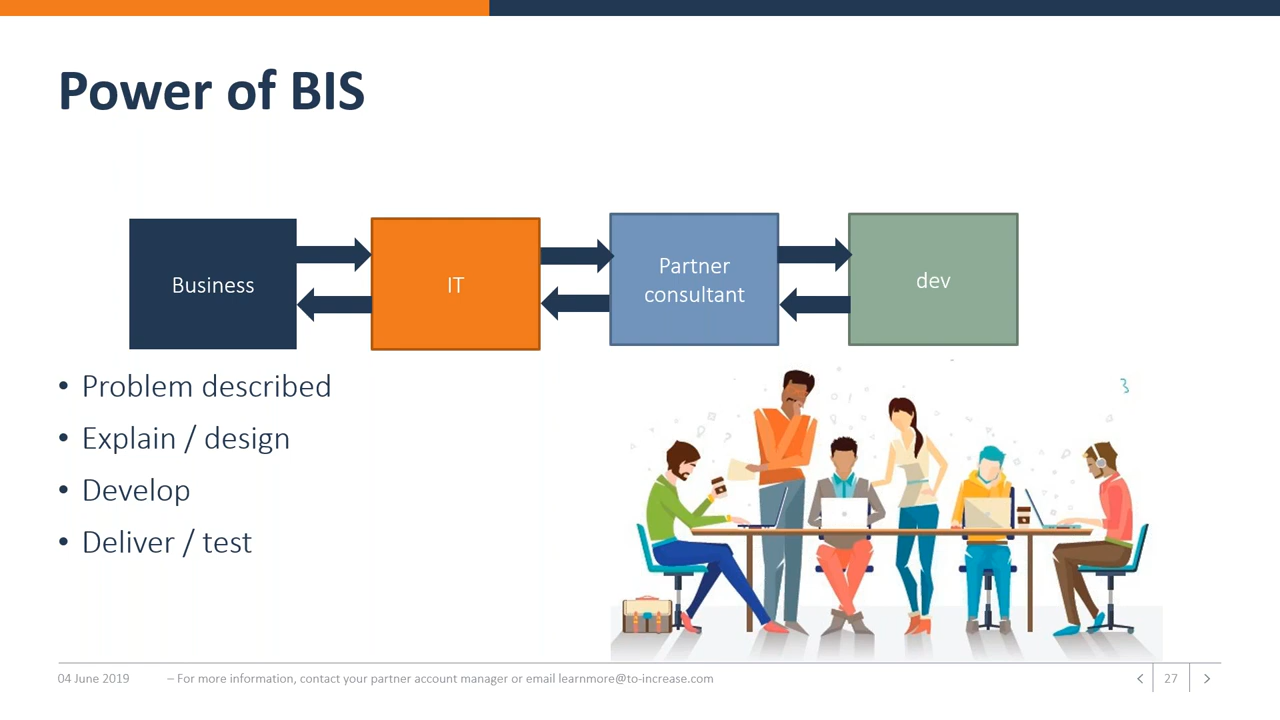 Power of BIS
Business
IT
Partner
consultant
dev
• Problem described
• Explain / design
• Develop
• Deliver / test
04 June 2019
– For more information, contact your partner account manager or email learnmore@to-increase.com
27